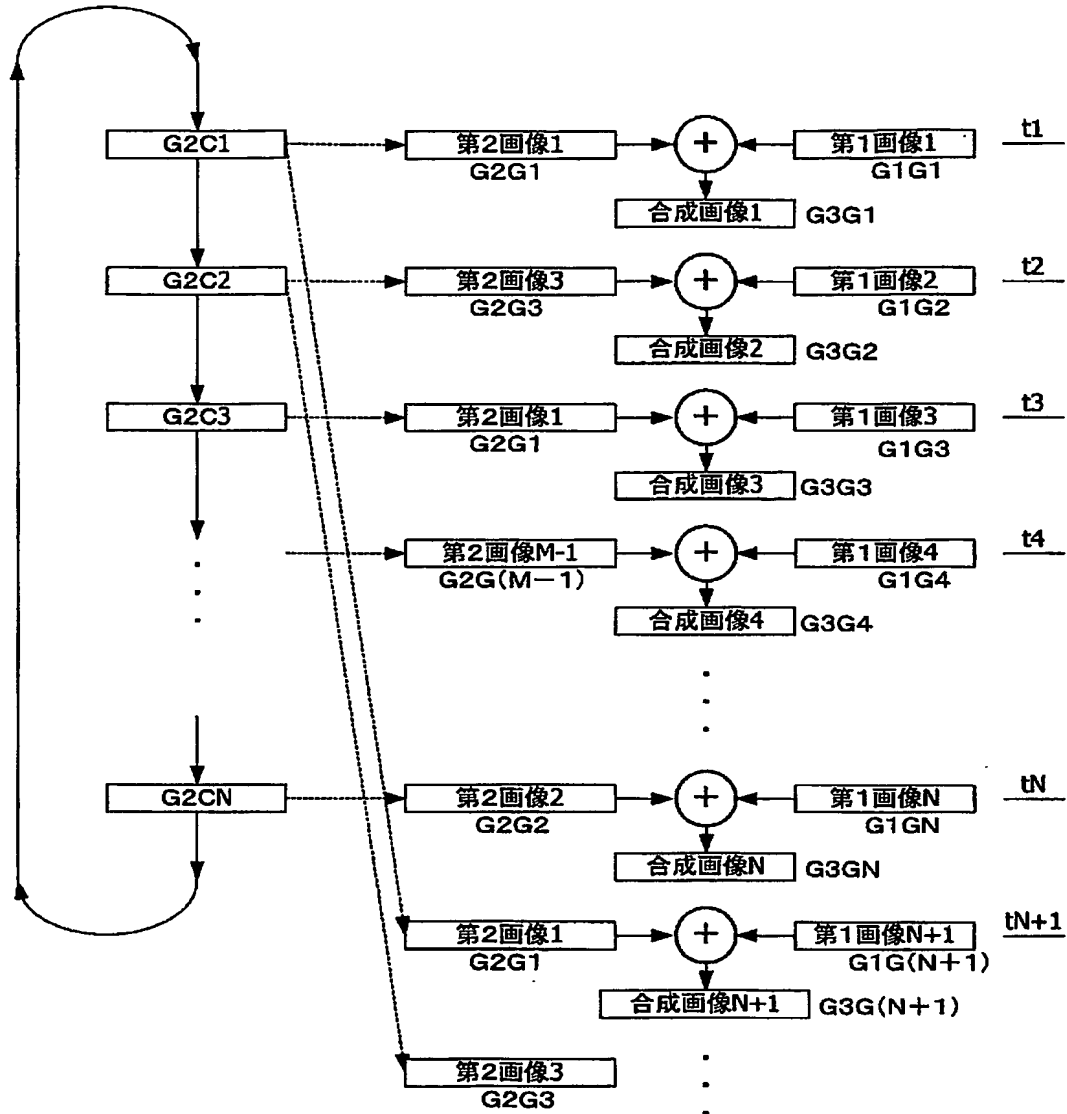 t1
G2C1
第2画像1
+
第1画像1
G2G1
G1G1
合成画像1
G3G1
t2
G2C2
第2画像3
+
第1画像2
G2G3
G1G2
合成画像2
G3G2
t3
G2C3
第2画像1
+
第1画像3
G2G1
G1G3
合成画像3
G3G3
t4
第2画像M-1
+
第1画像4
G2G(M－1)
G1G4
合成画像4
G3G4
tN
G2CN
第2画像2
+
第1画像N
G2G2
G1GN
合成画像N
G3GN
tN+1
第2画像1
+
第1画像N+1
G2G1
G1G(N＋1)
合成画像N+1
G3G(N＋1)
第2画像3
G2G3